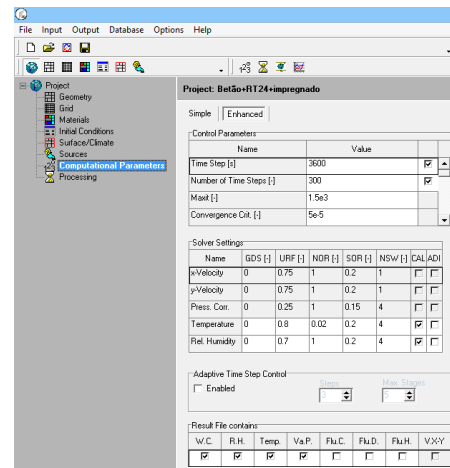 File Input Output Database Options Help
Project: Betão+RT24+impregnado
Project
Geometry
Grid
Materials
Initial Conditions
Surface/Climate
Sources
Computational Parameters
Processing
Simple Enhanced
Control Parameters
Name Value
Time Step [s] 3600
Number of Time Steps [-] 300
Maxit [-] 1.5e3
Convergence Crit. [-] 5e-5
Solver Settings
Name GDS [-] URF [-] NOR [-] SOR [-] NSW [-] CAL ADI
x-Velocity 0 0.75 1 0.2 1
y-Velocity 0 0.75 1 0.2 1
Press. Corr. 0 0.25 1 0.15 4
Temperature 0 0.8 0.02 0.2 4
Rel. Humidity 0 0.7 1 0.2 4
Adaptive Time Step Control
Enabled
Steps Max. Stages
3 5
Result File contains
W.C. R.H. Temp. Va.P. Flu.C. Flu.D. Flu.H. V.X-Y